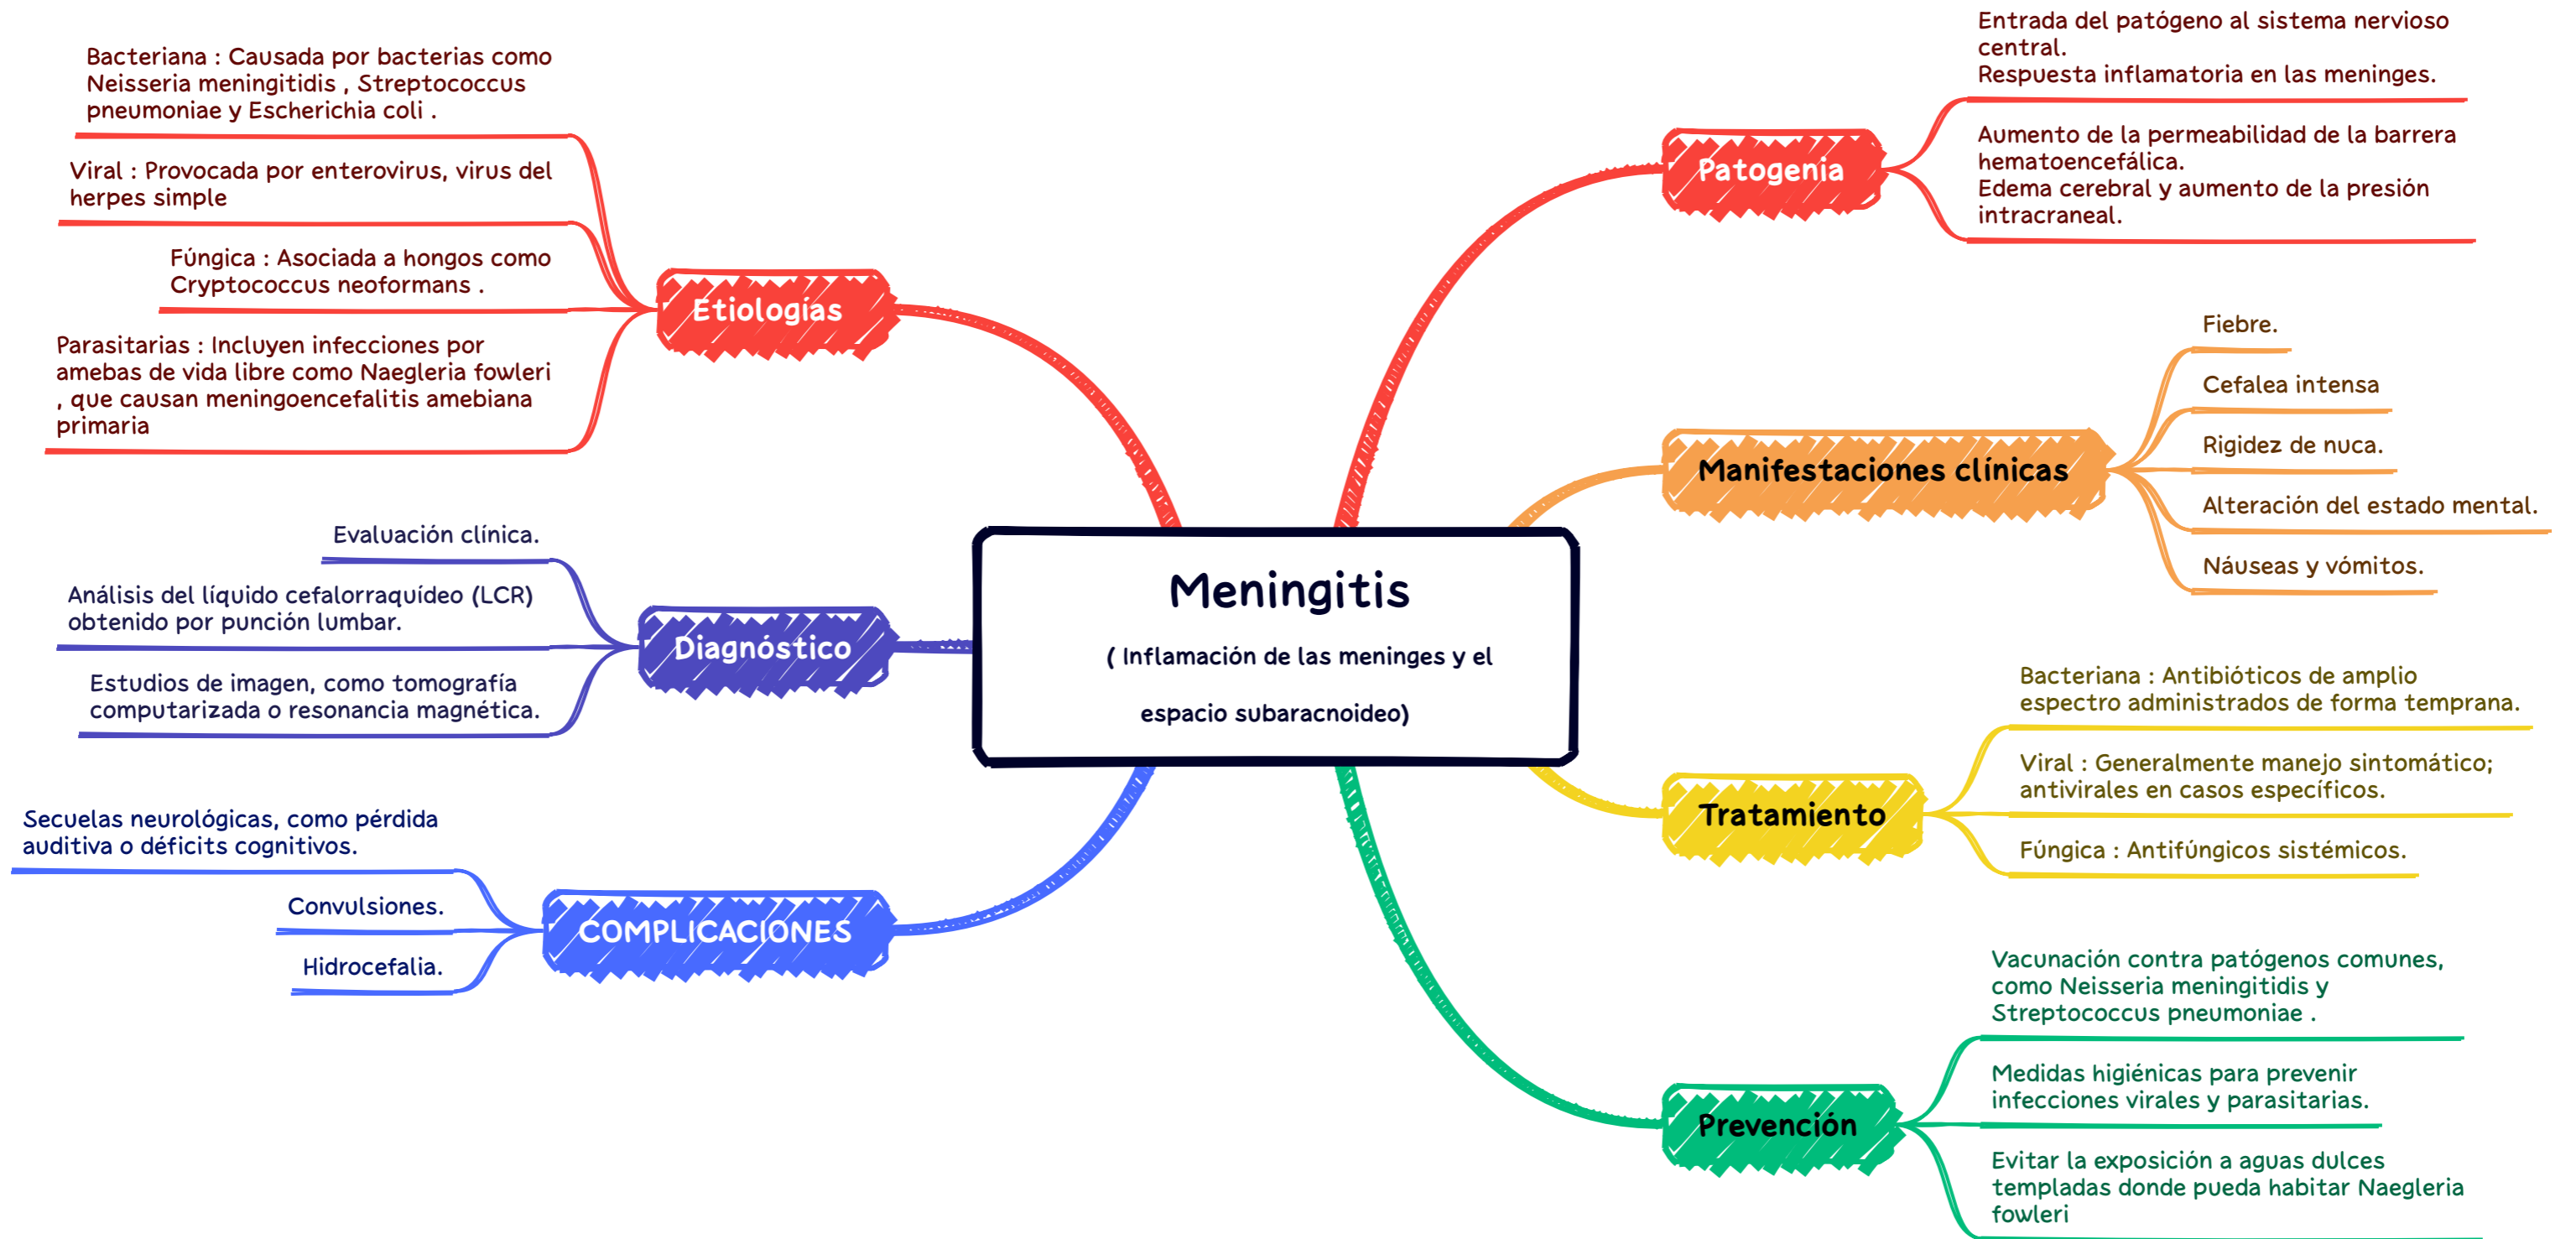 Meningitis
( Inflamación de las meninges y el
espacio subaracnoideo)
Etiologías
Bacteriana : Causada por bacterias como
Neisseria meningitidis , Streptococcus
pneumoniae y Escherichia coli .
Viral : Provocada por enterovirus, virus del
herpes simple
Fúngica : Asociada a hongos como
Cryptococcus neoformans .
Parasitarias : Incluyen infecciones por
amebas de vida libre como Naegleria fowleri
, que causan meningoencefalitis amebiana
primaria
Diagnóstico
Evaluación clínica.
Análisis del líquido cefalorraquídeo (LCR)
obtenido por punción lumbar.
Estudios de imagen, como tomografía
computarizada o resonancia magnética.
COMPLICACIONES
Secuelas neurológicas, como pérdida
auditiva o déficits cognitivos.
Convulsiones.
Hidrocefalia.
Patogenia
Entrada del patógeno al sistema nervioso
central.
Respuesta inflamatoria en las meninges.
Aumento de la permeabilidad de la barrera
hematoencefálica.
Edema cerebral y aumento de la presión
intracraneal.
Manifestaciones clínicas
Fiebre.
Cefalea intensa
Rigidez de nuca.
Alteración del estado mental.
Náuseas y vómitos.
Tratamiento
Bacteriana : Antibióticos de amplio
espectro administrados de forma temprana.
Viral : Generalmente manejo sintomático;
antivirales en casos específicos.
Fúngica : Antifúngicos sistémicos.
Prevención
Vacunación contra patógenos comunes,
como Neisseria meningitidis y
Streptococcus pneumoniae .
Medidas higiénicas para prevenir
infecciones virales y parasitarias.
Evitar la exposición a aguas dulces
templadas donde pueda habitar Naegleria
fowleri